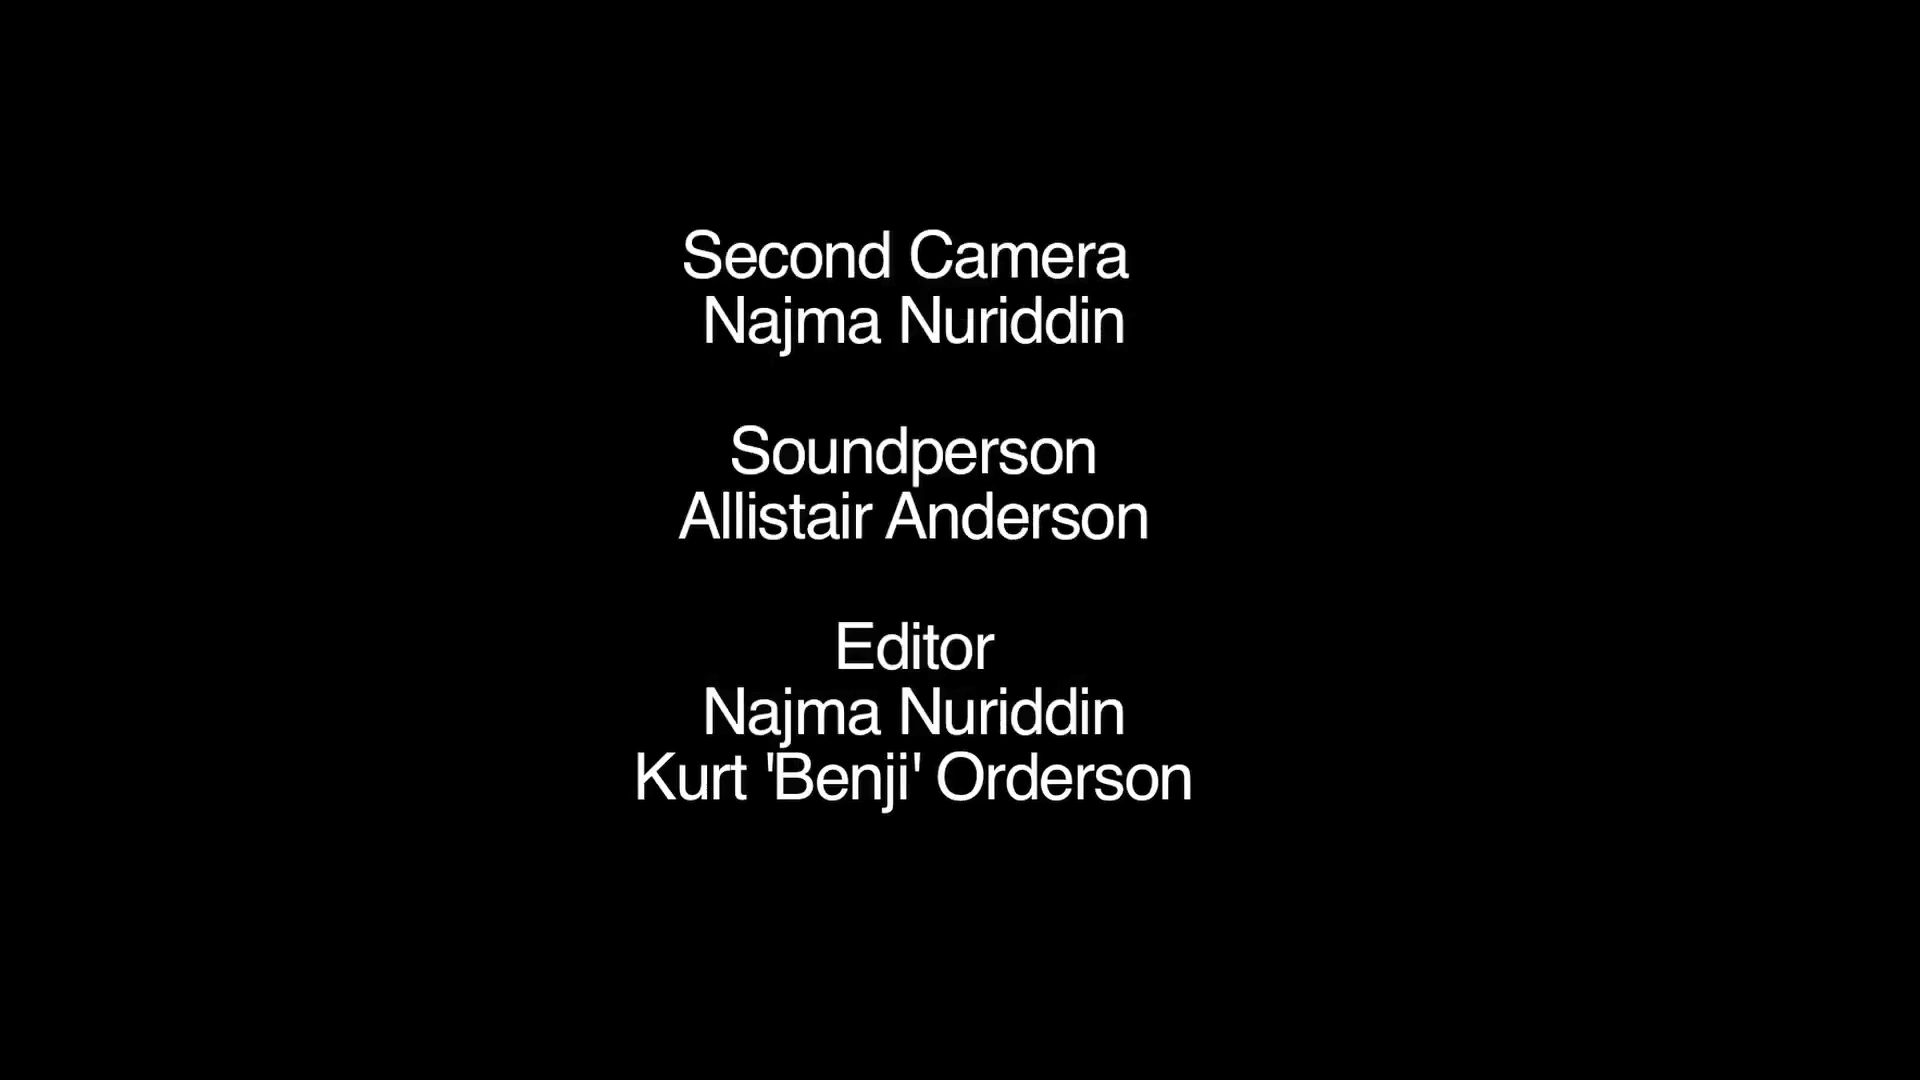 Second Camera
Najma Nuriddin
Soundperson
Allistair Anderson
Editor
Najma Nuriddin
Kurt 'Benji' Orderson